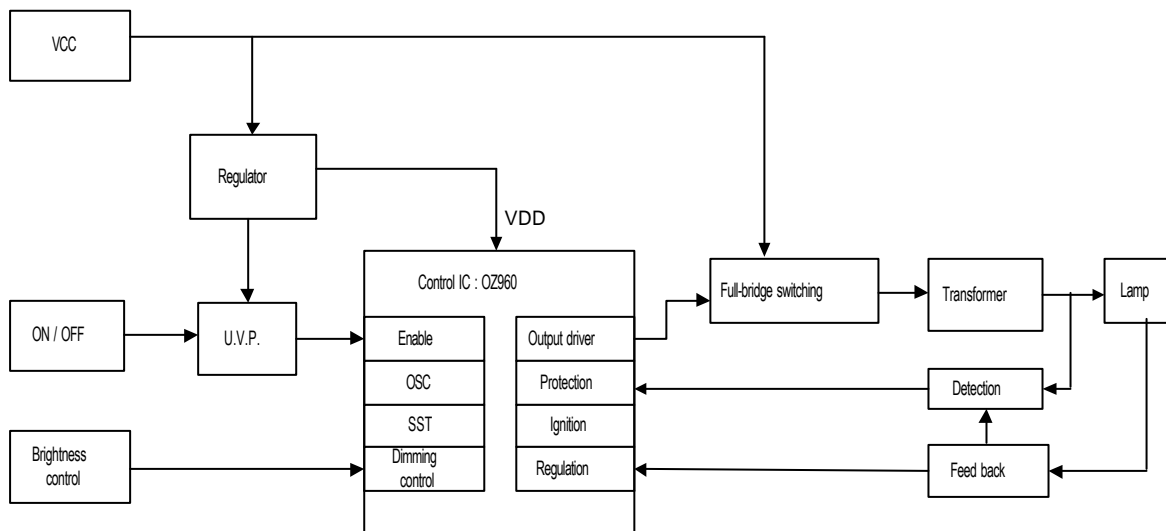 VCC
Regulator
VDD
Control IC : OZ960
Full-bridge switching
Transformer
Lamp
ON / OFF
U.V.P.
Enable
Output driver
OSC
Protection
Detection
SST
Ignition
Brightness
control
Dimming
control
Regulation
Feed back